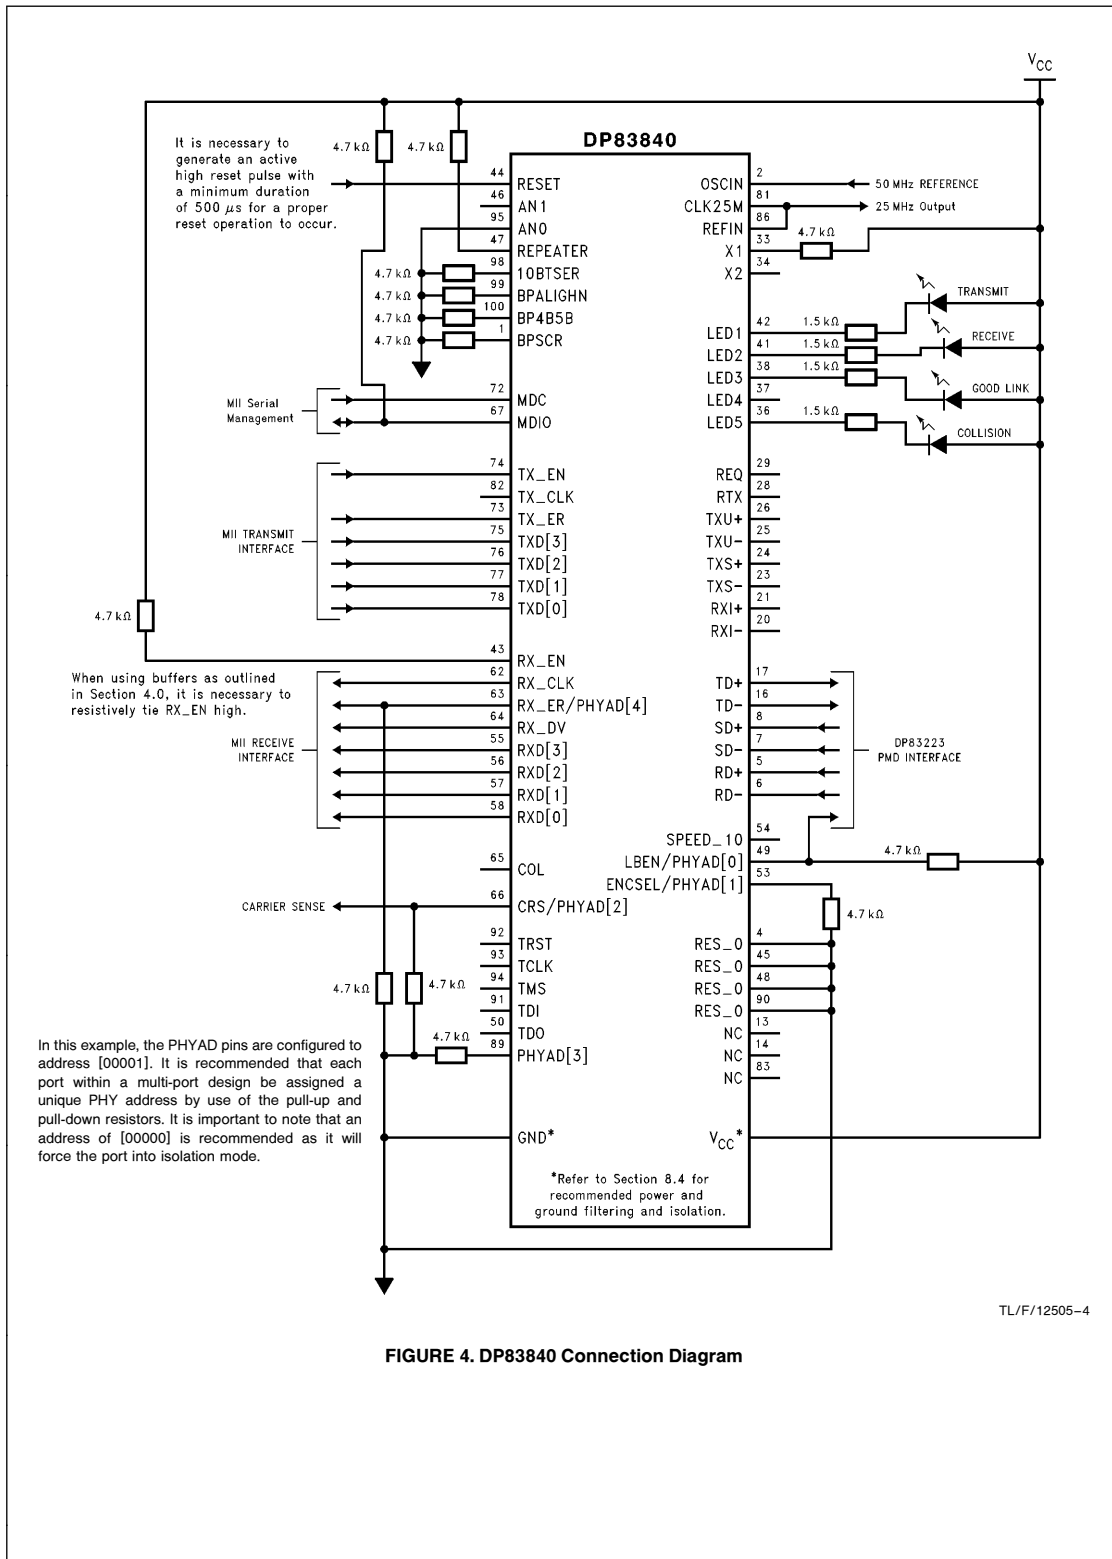 V_CC
It is necessary to
generate an active
high reset pulse with
a minimum duration
of 500 μs for a proper
reset operation to occur.
4.7 kΩ
4.7 kΩ
DP83840
44
RESET
46
AN1
95
AN0
47
REPEATER
98
4.7 kΩ
10BTSER
99
4.7 kΩ
BPALIGHN
100
4.7 kΩ
BP4B5B
1
4.7 kΩ
BPSCR
MII Serial
Management
72
MDC
67
MDIO
MII TRANSMIT
INTERFACE
74
TX_EN
82
TX_CLK
73
TX_ER
75
TXD[3]
76
TXD[2]
77
TXD[1]
78
TXD[0]
4.7 kΩ
43
RX_EN
When using buffers as outlined
in Section 4.0, it is necessary to
resistively tie RX_EN high.
MII RECEIVE
INTERFACE
62
RX_CLK
63
RX_ER/PHYAD[4]
64
RX_DV
55
RXD[3]
56
RXD[2]
57
RXD[1]
58
RXD[0]
65
COL
66
CARRIER SENSE
CRS/PHYAD[2]
92
TRST
93
TCLK
94
TMS
91
TDI
50
TDO
89
PHYAD[3]
4.7 kΩ
4.7 kΩ
4.7 kΩ
GND*
2
OSCIN
50 MHz REFERENCE
81
CLK25M
25 MHz Output
86
REFIN
33
X1
4.7 kΩ
34
X2
TRANSMIT
42
LED1
1.5 kΩ
RECEIVE
41
LED2
1.5 kΩ
38
LED3
1.5 kΩ
GOOD LINK
37
LED4
36
LED5
1.5 kΩ
COLLISION
29
REQ
28
RTX
26
TXU+
25
TXU-
24
TXS+
23
TXS-
21
RXI+
20
RXI-
17
TD+
16
TD-
8
SD+
7
SD-
5
RD+
6
RD-
DP83223
PMD INTERFACE
54
SPEED_10
49
LBEN/PHYAD[0]
4.7 kΩ
53
ENCSEL/PHYAD[1]
4.7 kΩ
4
RES_0
45
RES_0
48
RES_0
90
RES_0
13
NC
14
NC
83
NC
V_CC*
In this example, the PHYAD pins are configured to
address [00001]. It is recommended that each
port within a multi-port design be assigned a
unique PHY address by use of the pull-up and
pull-down resistors. It is important to note that an
address of [00000] is recommended as it will
force the port into isolation mode.
*Refer to Section 8.4 for
recommended power and
ground filtering and isolation.
TL/F/12505–4
FIGURE 4. DP83840 Connection Diagram